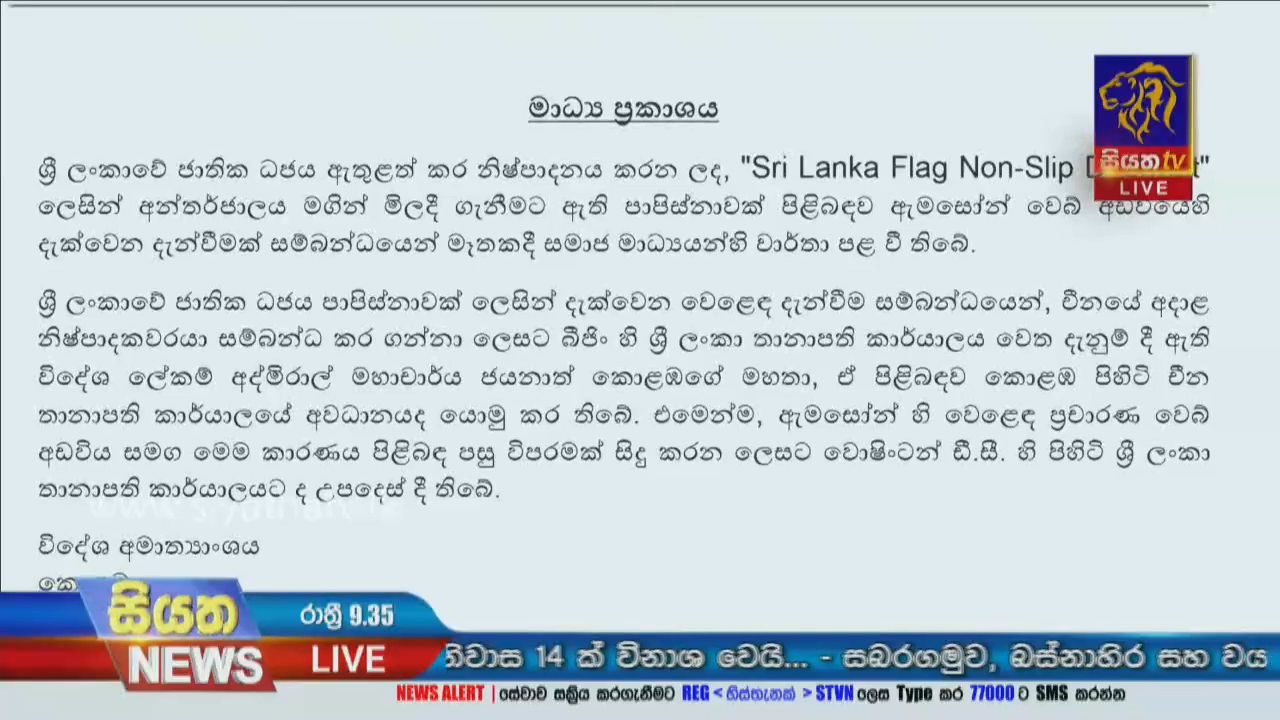 මාධ්‍ය ප්‍රකාශය
ශ්‍රී ලංකාවේ ජාතික ධජය ඇතුළත් කර නිෂ්පාදනය කරන ලද, "Sri Lanka Flag Non-Slip
ලෙසින් අන්තර්ජාලය මගින් මිලදී ගැනීමට ඇති පාපිස්නාවක් පිළිබඳව ඇමසෝන් වෙබ් අඩවියෙහි
දැක්වෙන දැන්වීමක් සම්බන්ධයෙන් මෑතකදී සමාජ මාධ්‍යයන්හි වාර්තා පළ වී තිබේ.
ශ්‍රී ලංකාවේ ජාතික ධජය පාපිස්නාවක් ලෙසින් දැක්වෙන වෙළෙඳ දැන්වීම සම්බන්ධයෙන්, චීනයේ අදාළ
නිෂ්පාදකවරයා සම්බන්ධ කර ගන්නා ලෙසට බීජිං හි ශ්‍රී ලංකා තානාපති කාර්යාලය වෙත දැනුම් දී ඇති
විදේශ ලේකම් අද්මිරාල් මහාචාර්ය ජයනාත් කොළඹගේ මහතා, ඒ පිළිබඳව කොළඹ පිහිටි චීන
තානාපති කාර්යාලයේ අවධානයද යොමු කර තිබේ. එමෙන්ම, ඇමසෝන් හි වෙළෙඳ ප්‍රචාරණ වෙබ්
අඩවිය සමග මෙම කාරණය පිළිබඳ පසු විපරමක් සිදු කරන ලෙසට වොෂිංටන් ඩී.සී. හි පිහිටි ශ්‍රී ලංකා
තානාපති කාර්යාලයට ද උපදෙස් දී තිබේ.
විදේශ අමාත්‍යාංශය
සියත tv
LIVE
සියත
NEWS
රාත්‍රී 9.35
LIVE
නිවාස 14 ක් විනාශ වෙයි... - සබරගමුව, බස්නාහිර සහ වය
NEWS ALERT | සේවාව සක්‍රිය කරගැනීමට REG < හිස්තැනක් > STVN ලෙස Type කර 77000 ට SMS කරන්න